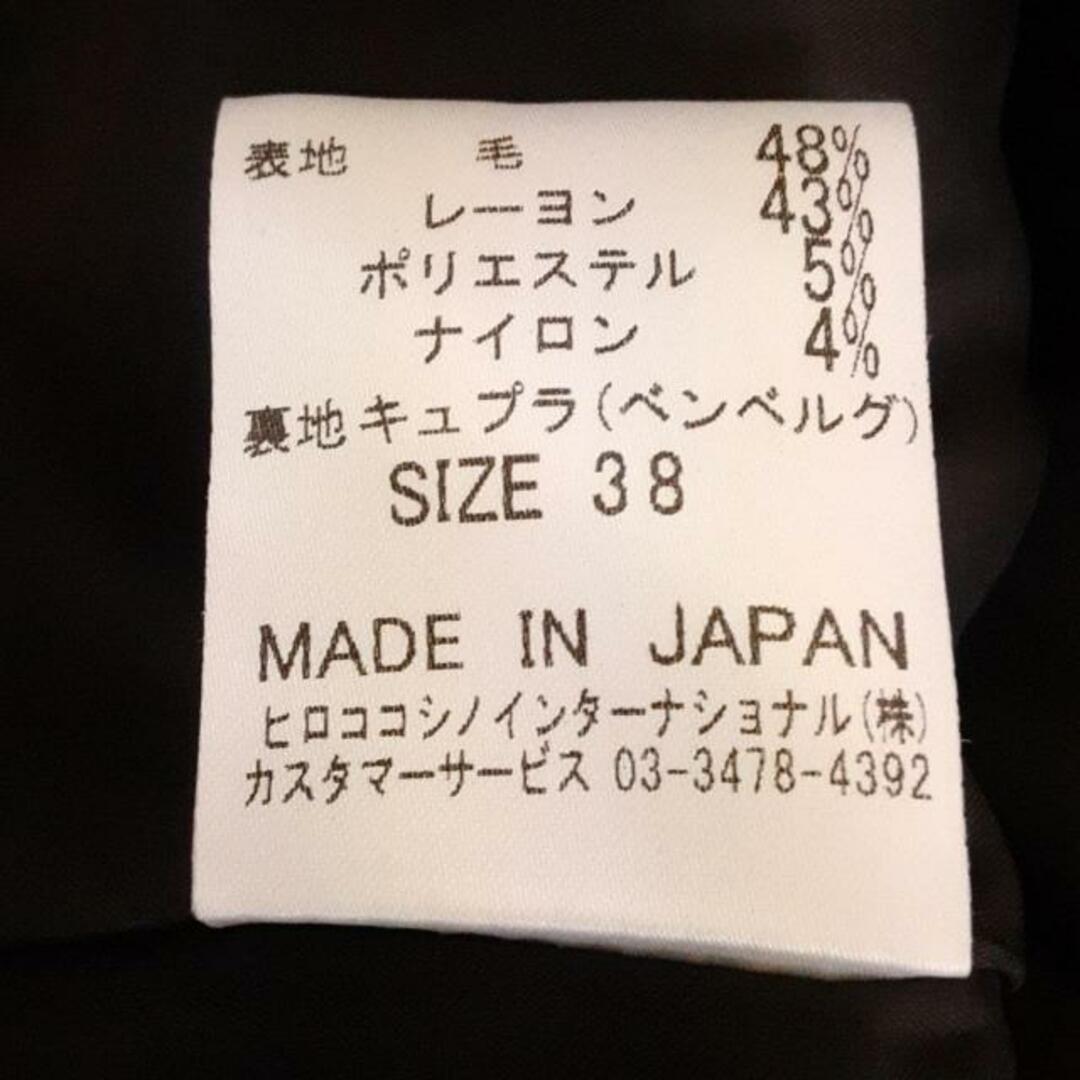 表地 毛 48%
レーヨン 43%
ポリエステル 5%
ナイロン 4%
裏地 キュプラ(ベンベルグ)
SIZE 38
MADE IN JAPAN
ヒロココシノインターナショナル(株)
カスタマーサービス 03-3478-4392